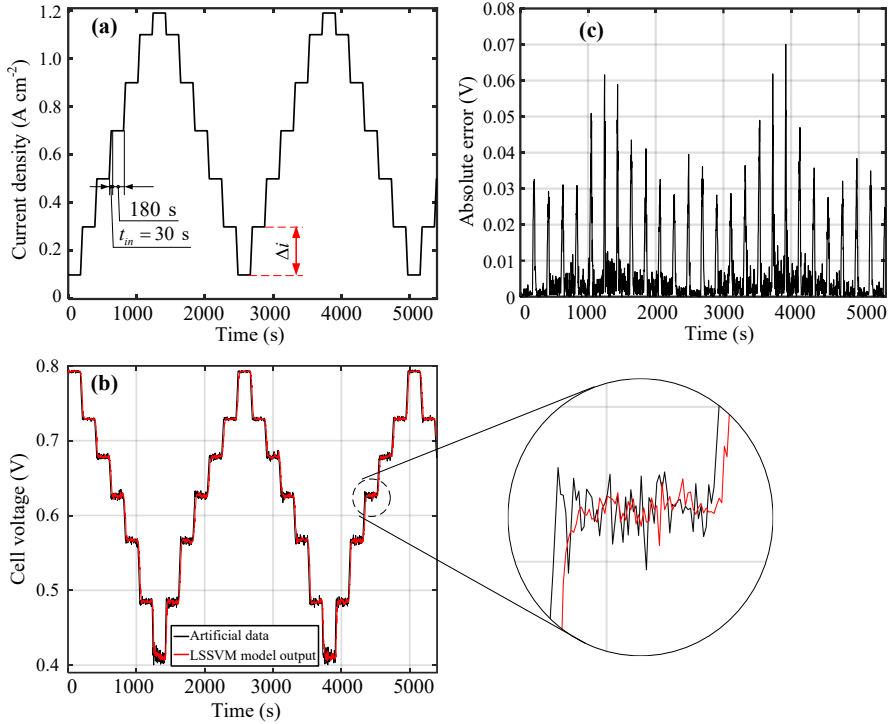 (a)
Current density (A cm⁻²)
1.2
1.0
0.8
0.6
0.4
0.2
0
180 s
t_in = 30 s
Δi
0 1000 2000 3000 4000 5000
Time (s)
(c)
Absolute error (V)
0.08
0.07
0.06
0.05
0.04
0.03
0.02
0.01
0
0 1000 2000 3000 4000 5000
Time (s)
(b)
Cell voltage (V)
0.8
0.7
0.6
0.5
0.4
Artificial data
LSSVM model output
0 1000 2000 3000 4000 5000
Time (s)